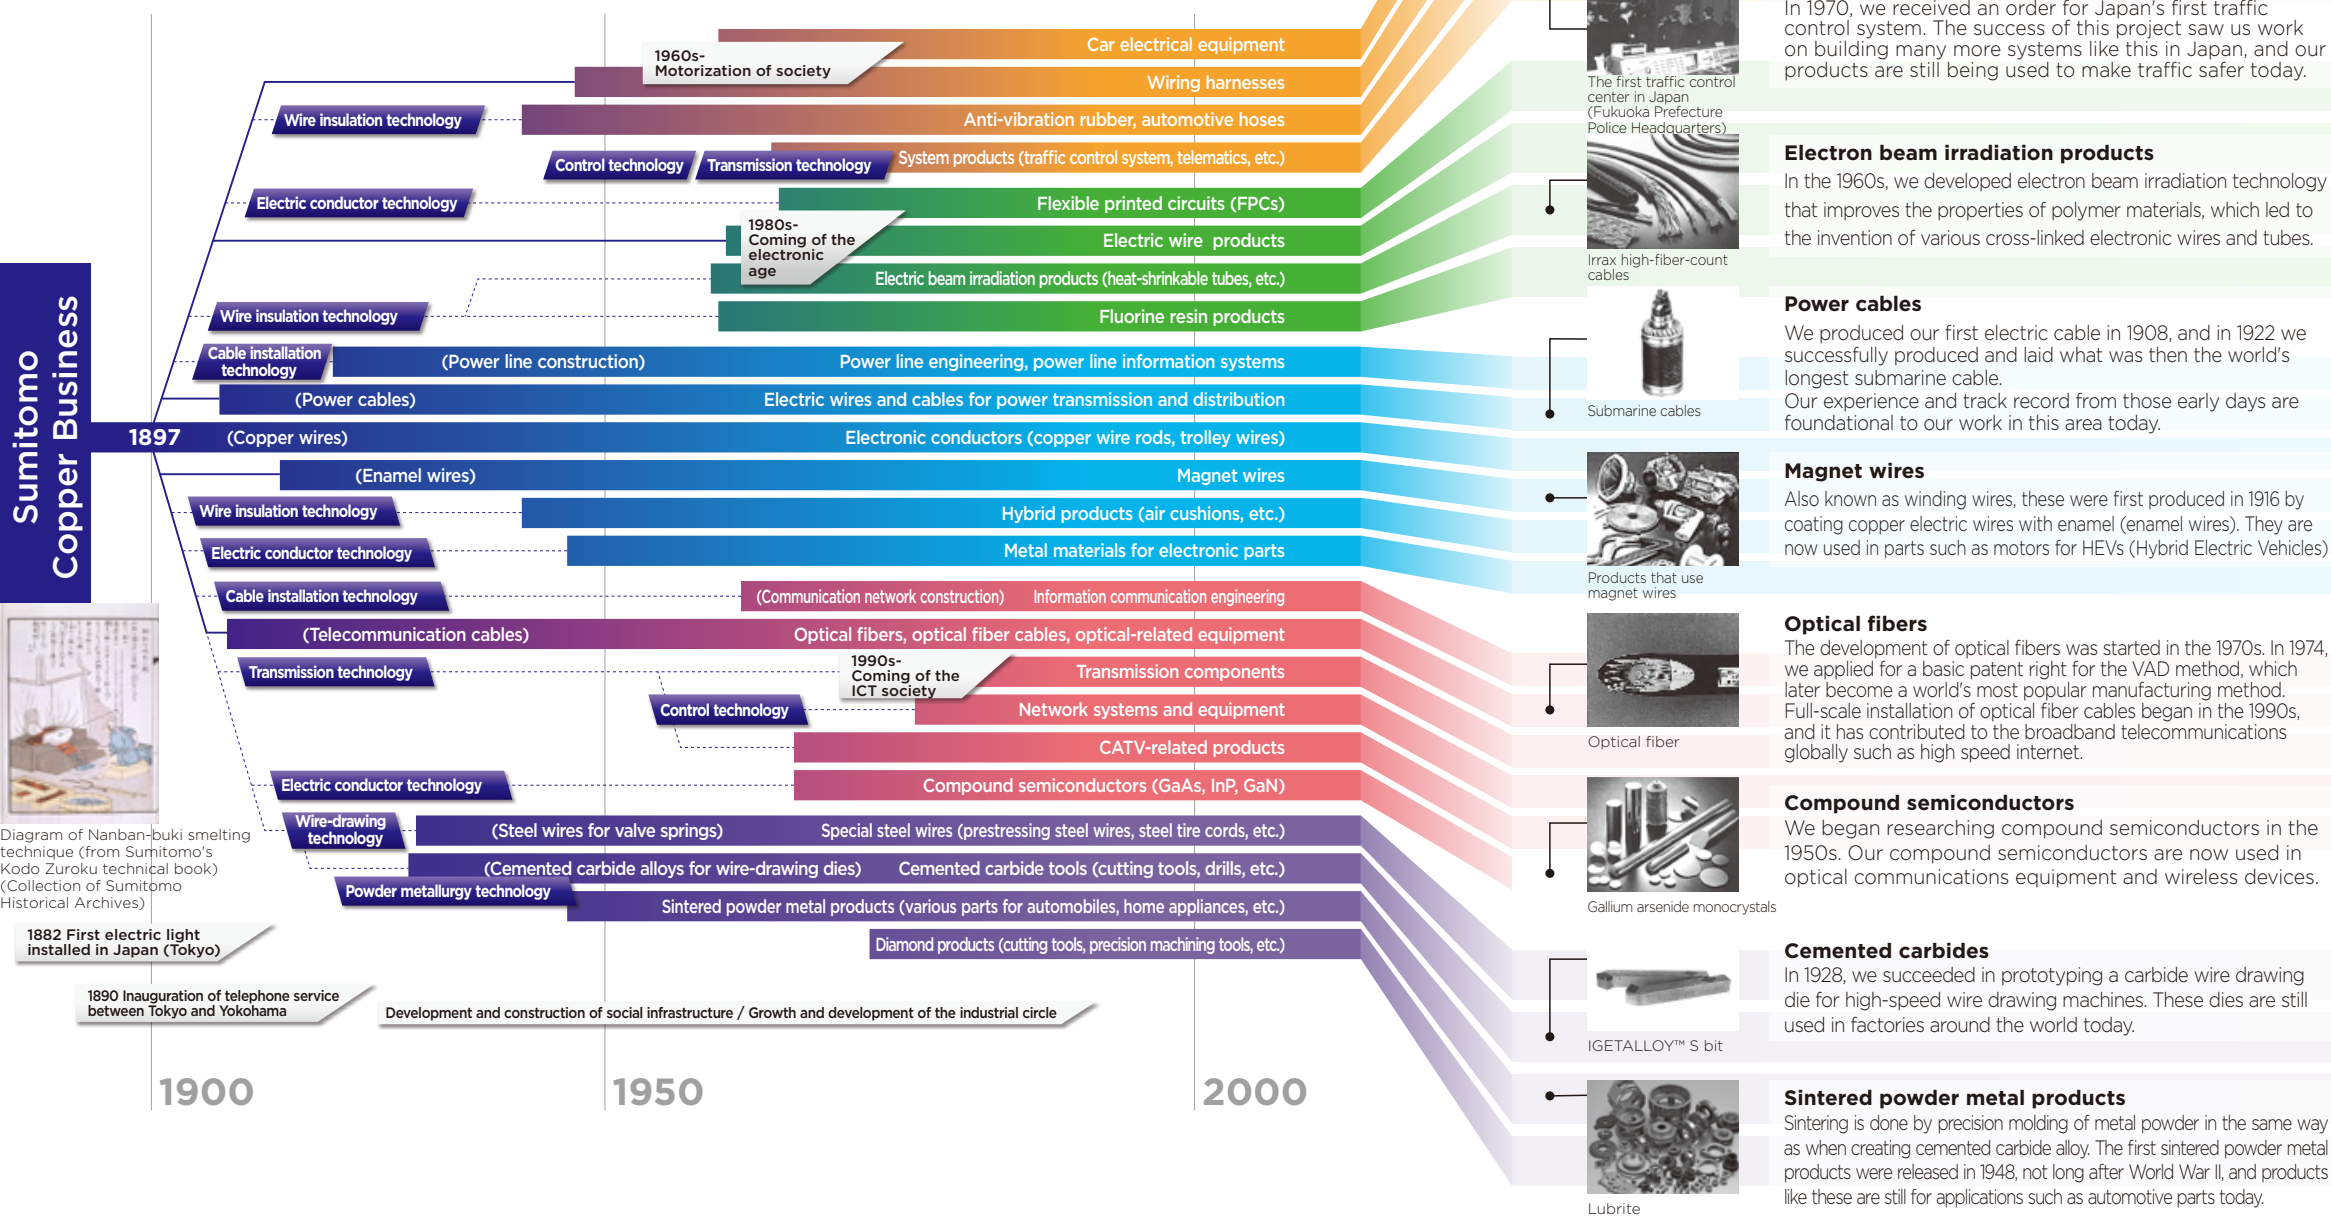 Sumitomo
Copper Business
1897
1960s-
Motorization of society
Car electrical equipment
Wiring harnesses
Wire insulation technology
Anti-vibration rubber, automotive hoses
Control technology
Transmission technology
System products (traffic control system, telematics, etc.)
Electric conductor technology
Flexible printed circuits (FPCs)
1980s-
Coming of the
electronic
age
Electric wire products
Electric beam irradiation products (heat-shrinkable tubes, etc.)
Wire insulation technology
Fluorine resin products
Cable installation
technology
(Power line construction)
Power line engineering, power line information systems
(Power cables)
Electric wires and cables for power transmission and distribution
(Copper wires)
Electronic conductors (copper wire rods, trolley wires)
(Enamel wires)
Magnet wires
Wire insulation technology
Hybrid products (air cushions, etc.)
Electric conductor technology
Metal materials for electronic parts
Cable installation technology
(Communication network construction)
Information communication engineering
(Telecommunication cables)
Optical fibers, optical fiber cables, optical-related equipment
1990s-
Coming of the
ICT society
Transmission technology
Transmission components
Control technology
Network systems and equipment
CATV-related products
Electric conductor technology
Compound semiconductors (GaAs, InP, GaN)
Wire-drawing
technology
(Steel wires for valve springs)
Special steel wires (prestressing steel wires, steel tire cords, etc.)
(Cemented carbide alloys for wire-drawing dies)
Cemented carbide tools (cutting tools, drills, etc.)
Powder metallurgy technology
Sintered powder metal products (various parts for automobiles, home appliances, etc.)
Diamond products (cutting tools, precision machining tools, etc.)
Diagram of Nanban-buki smelting
technique (from Sumitomo's
Kodo Zuroku technical book)
(Collection of Sumitomo
Historical Archives)
1882 First electric light
installed in Japan (Tokyo)
1890 Inauguration of telephone service
between Tokyo and Yokohama
Development and construction of social infrastructure / Growth and development of the industrial circle
1900
1950
2000
In 1970, we received an order for Japan's first traffic
control system. The success of this project saw us work
on building many more systems like this in Japan, and our
products are still being used to make traffic safer today.
The first traffic control
center in Japan
(Fukuoka Prefecture
Police Headquarters)
Electron beam irradiation products
In the 1960s, we developed electron beam irradiation technology
that improves the properties of polymer materials, which led to
the invention of various cross-linked electronic wires and tubes.
Irrax high-fiber-count
cables
Power cables
We produced our first electric cable in 1908, and in 1922 we
successfully produced and laid what was then the world's
longest submarine cable.
Our experience and track record from those early days are
foundational to our work in this area today.
Submarine cables
Magnet wires
Also known as winding wires, these were first produced in 1916 by
coating copper electric wires with enamel (enamel wires). They are
now used in parts such as motors for HEVs (Hybrid Electric Vehicles)
Products that use
magnet wires
Optical fibers
The development of optical fibers was started in the 1970s. In 1974,
we applied for a basic patent right for the VAD method, which
later become a world's most popular manufacturing method.
Full-scale installation of optical fiber cables began in the 1990s,
and it has contributed to the broadband telecommunications
globally such as high speed internet.
Optical fiber
Compound semiconductors
We began researching compound semiconductors in the
1950s. Our compound semiconductors are now used in
optical communications equipment and wireless devices.
Gallium arsenide monocrystals
Cemented carbides
In 1928, we succeeded in prototyping a carbide wire drawing
die for high-speed wire drawing machines. These dies are still
used in factories around the world today.
IGETALLOY™ S bit
Sintered powder metal products
Sintering is done by precision molding of metal powder in the same way
as when creating cemented carbide alloy. The first sintered powder metal
products were released in 1948, not long after World War II, and products
like these are still for applications such as automotive parts today.
Lubrite